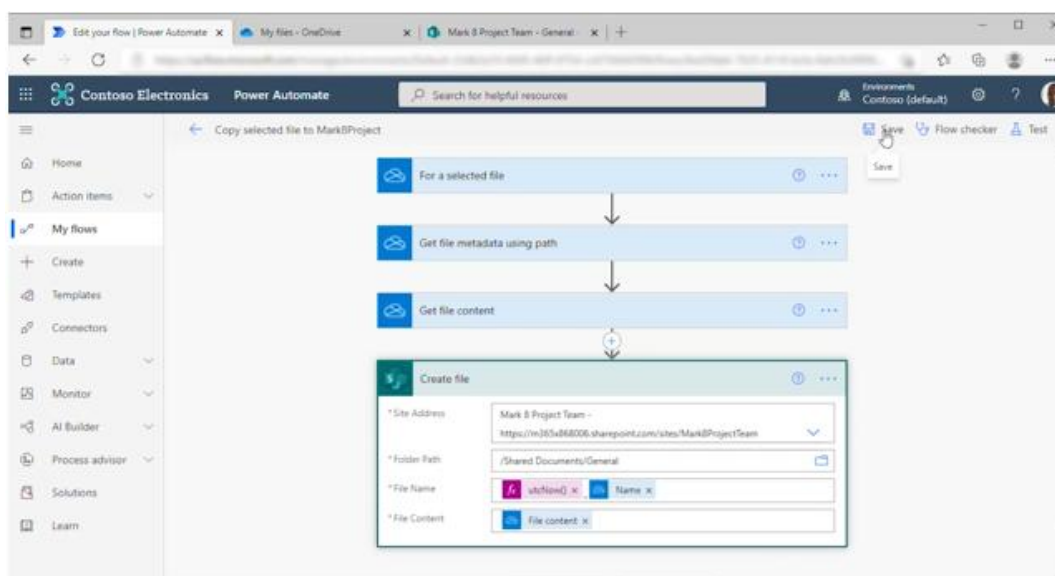 Edit your flow | Power Automate
My files - OneDrive
Mark 8 Project Team - General
Contoso Electronics
Power Automate
Search for helpful resources
Environments
Contoso (default)
Copy selected file to Mark8Project
Save
Flow checker
Test
Save
Home
Action items
My flows
Create
Templates
Connectors
Data
Monitor
AI Builder
Process advisor
Solutions
Learn
For a selected file
Get file metadata using path
Get file content
Create file
* Site Address
Mark 8 Project Team -
https://m365x868006.sharepoint.com/sites/Mark8ProjectTeam
* Folder Path
/Shared Documents/General
* File Name
fx utcNow() x _ Name x
* File Content
File content x